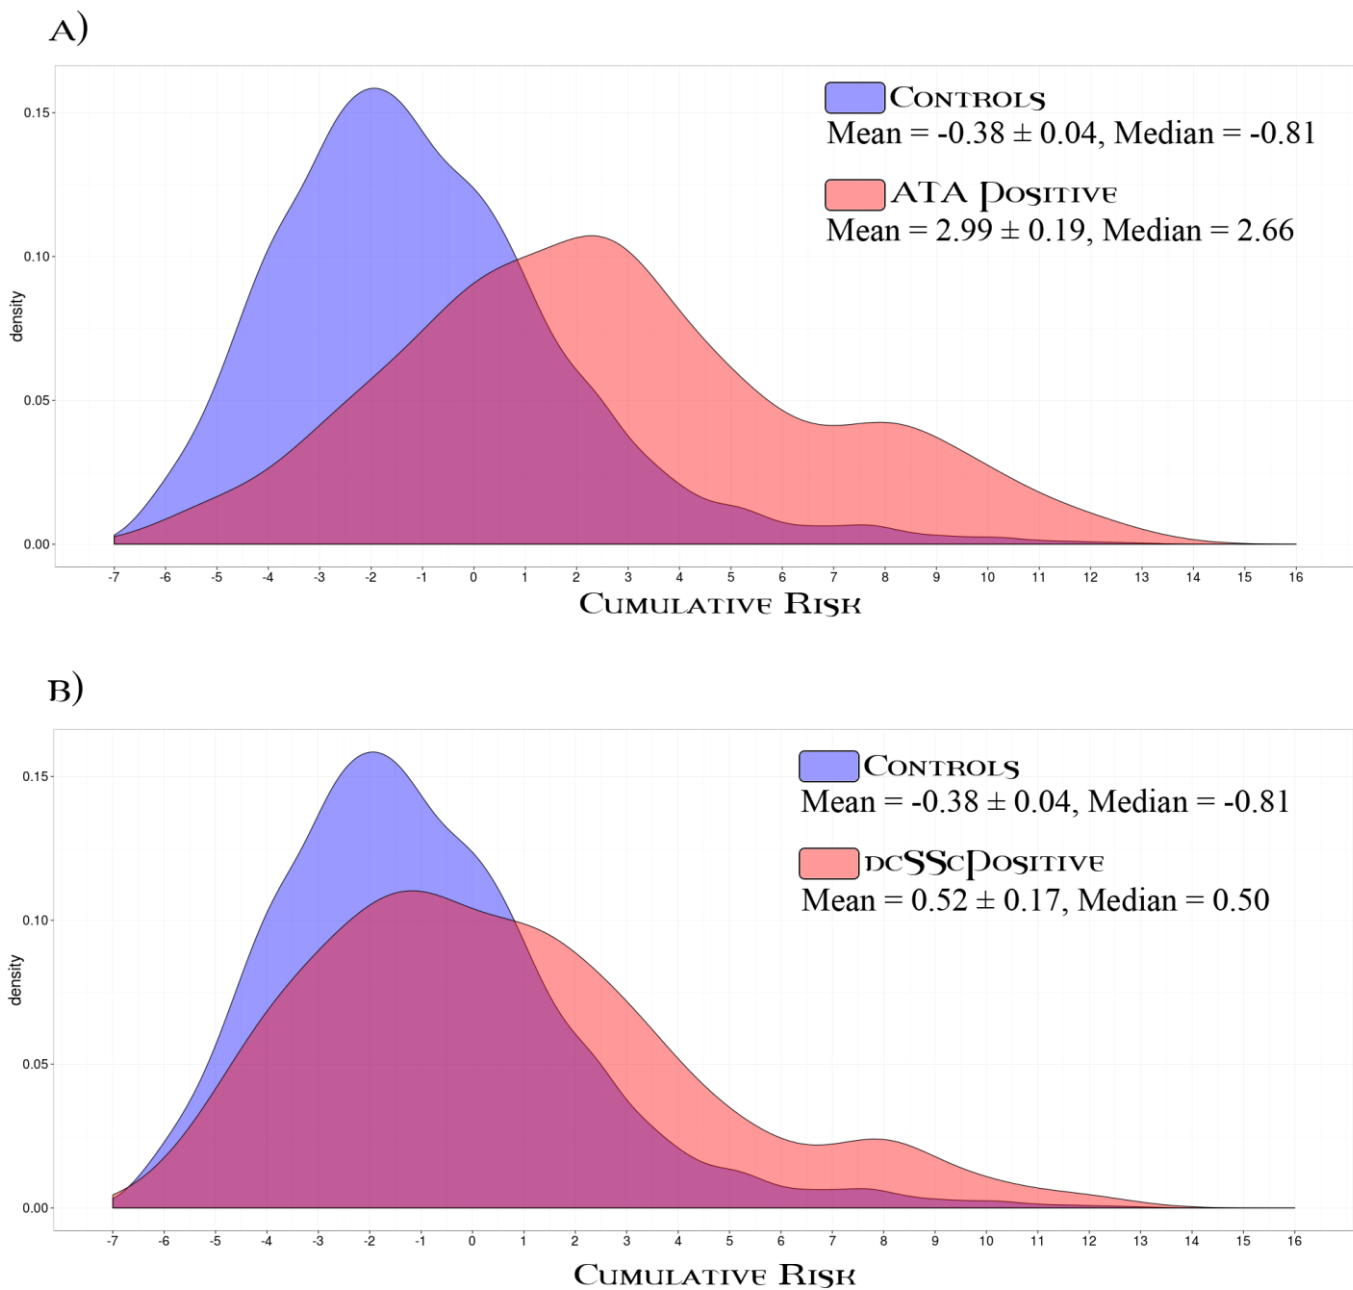 A)
0.15
0.10
0.05
0.00
density
Controls
Mean = -0.38 ± 0.04, Median = -0.81
ATA Positive
Mean = 2.99 ± 0.19, Median = 2.66
-7 -6 -5 -4 -3 -2 -1 0 1 2 3 4 5 6 7 8 9 10 11 12 13 14 15 16
Cumulative Risk
B)
0.15
0.10
0.05
0.00
density
Controls
Mean = -0.38 ± 0.04, Median = -0.81
dcSScPositive
Mean = 0.52 ± 0.17, Median = 0.50
-7 -6 -5 -4 -3 -2 -1 0 1 2 3 4 5 6 7 8 9 10 11 12 13 14 15 16
Cumulative Risk